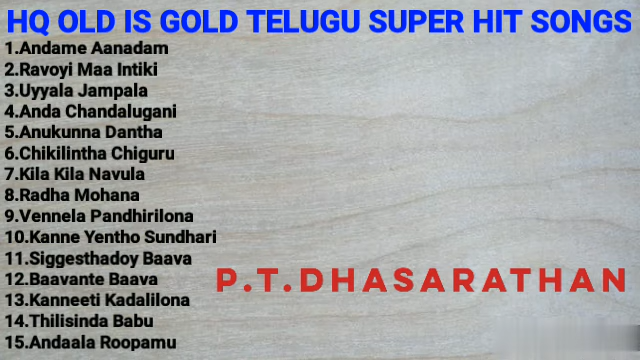 HQ OLD IS GOLD TELUGU SUPER HIT SONGS
1.Andame Aanadam
2.Ravoyi Maa Intiki
3.Uyyala Jampala
4.Anda Chandalugani
5.Anukunna Dantha
6.Chikilintha Chiguru
7.Kila Kila Navula
8.Radha Mohana
9.Vennela Pandhirilona
10.Kanne Yentho Sundhari
11.Siggesthadoy Baava
12.Baavante Baava
13.Kanneeti Kadalilona
14.Thilisinda Babu
15.Andaala Roopamu
P.T.DHASARATHAN